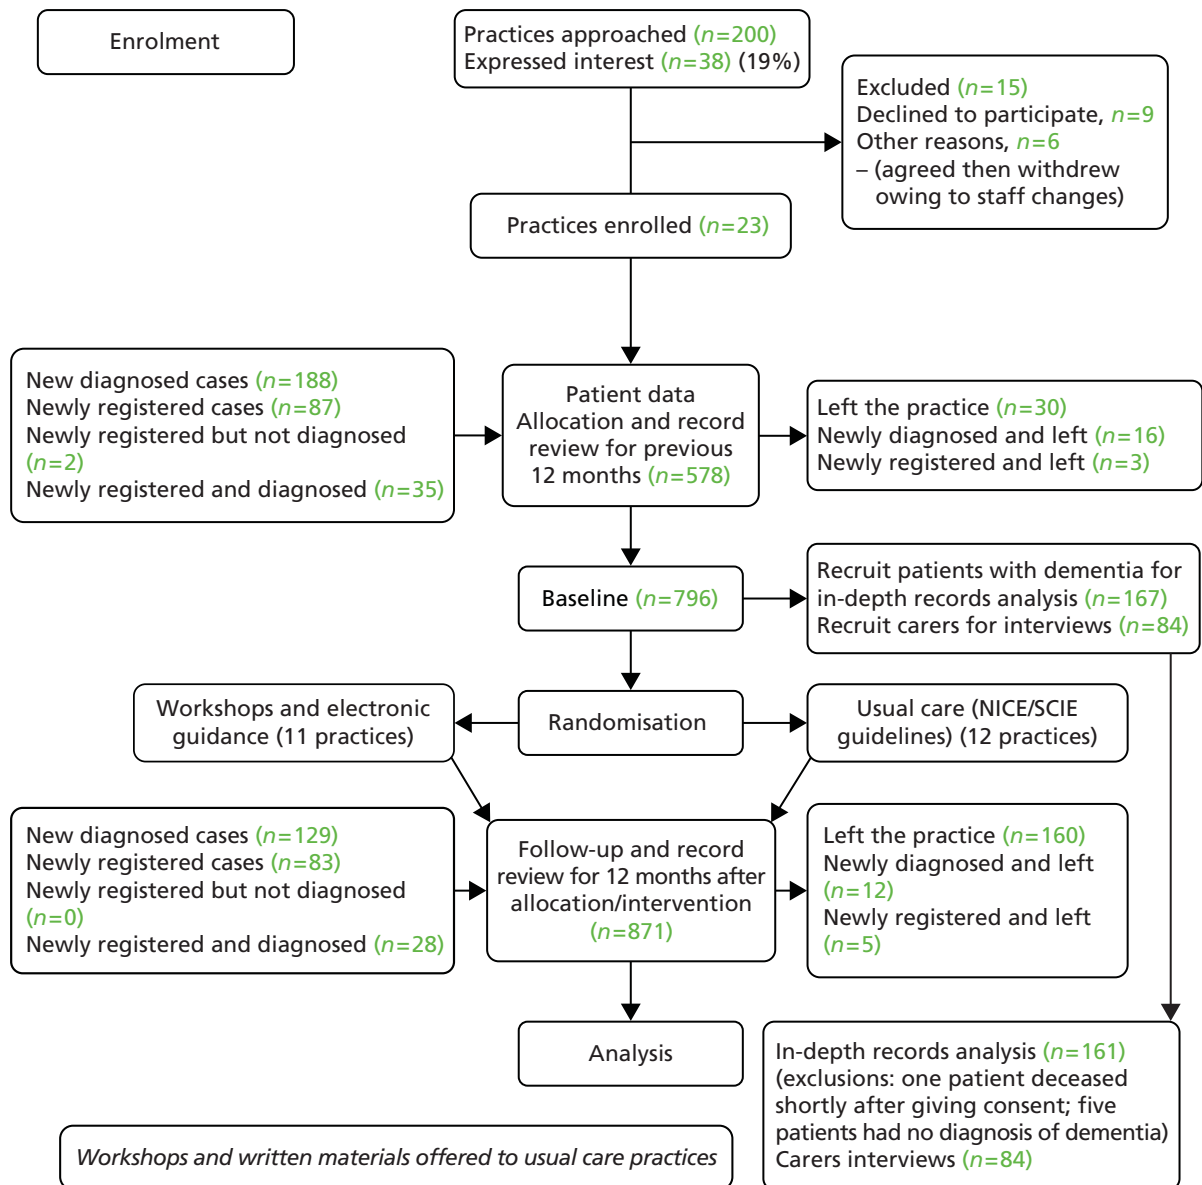 Enrolment
Practices approached (n=200)
Expressed interest (n=38) (19%)
Excluded (n=15)
Declined to participate, n=9
Other reasons, n=6
– (agreed then withdrew
owing to staff changes)
Practices enrolled (n=23)
New diagnosed cases (n=188)
Newly registered cases (n=87)
Newly registered but not diagnosed
(n=2)
Newly registered and diagnosed (n=35)
Patient data
Allocation and record
review for previous
12 months (n=578)
Left the practice (n=30)
Newly diagnosed and left (n=16)
Newly registered and left (n=3)
Baseline (n=796)
Recruit patients with dementia for
in-depth records analysis (n=167)
Recruit carers for interviews (n=84)
Workshops and electronic
guidance (11 practices)
Randomisation
Usual care (NICE/SCIE
guidelines) (12 practices)
New diagnosed cases (n=129)
Newly registered cases (n=83)
Newly registered but not diagnosed
(n=0)
Newly registered and diagnosed (n=28)
Follow-up and record
review for 12 months after
allocation/intervention
(n=871)
Left the practice (n=160)
Newly diagnosed and left
(n=12)
Newly registered and left
(n=5)
Analysis
In-depth records analysis (n=161)
(exclusions: one patient deceased
shortly after giving consent; five
patients had no diagnosis of dementia)
Carers interviews (n=84)
Workshops and written materials offered to usual care practices